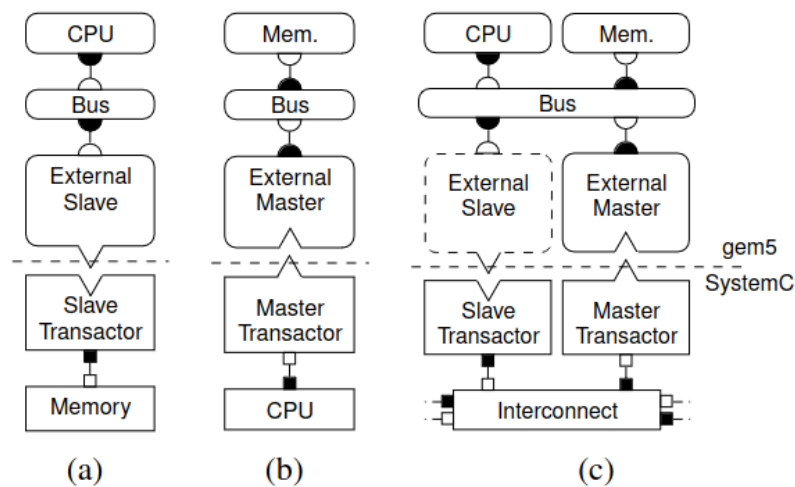 CPU
Bus
External
Slave
Slave
Transactor
Memory
(a)
Mem.
Bus
External
Master
Master
Transactor
CPU
(b)
CPU
Mem.
Bus
External
Slave
External
Master
gem5
SystemC
Slave
Transactor
Master
Transactor
Interconnect
(c)